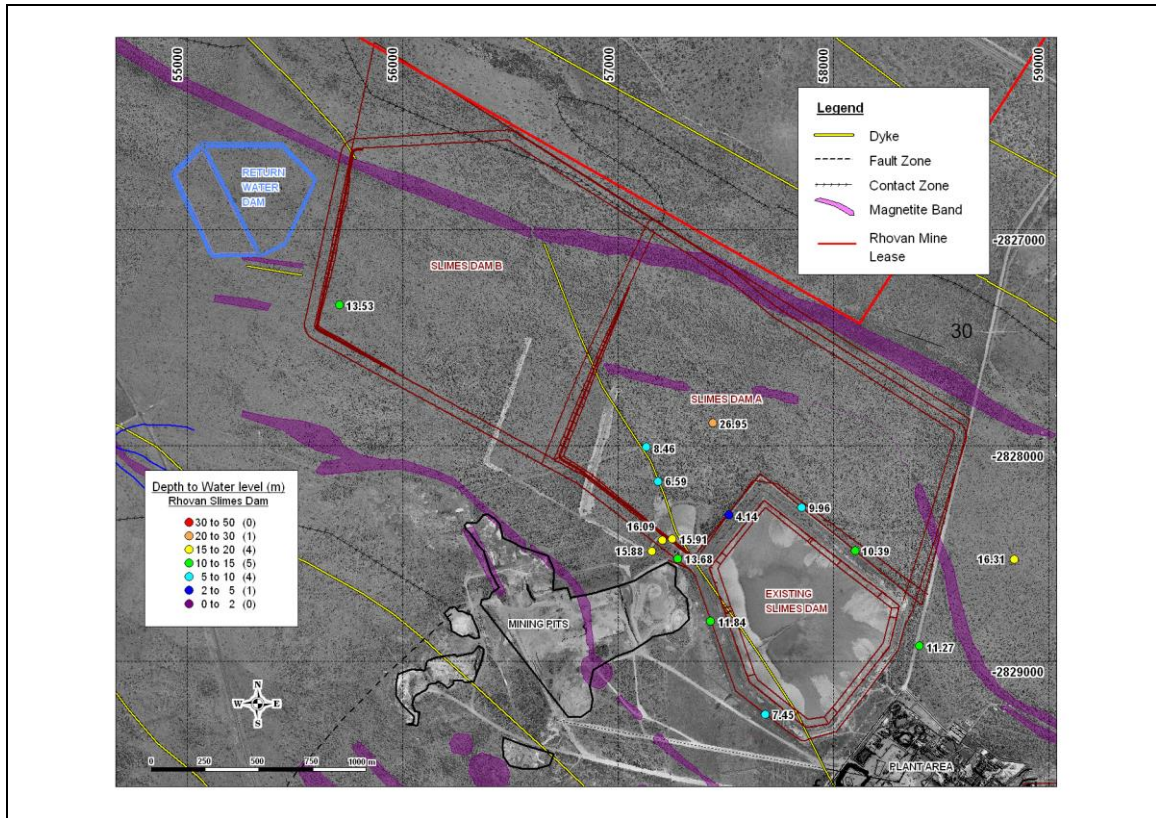 55000
56000
57000
58000
59000
Legend
Dyke
Fault Zone
Contact Zone
Magnetite Band
Rhovan Mine
Lease
RETURN
WATER
DAM
-2827000
SLIMES DAM B
13.53
30
SLIMES DAM A
26.95
8.46
-2828000
6.59
4.14
9.96
16.09
15.91
15.88
13.68
10.39
16.31
EXISTING
SLIMES DAM
MINING PITS
11.84
11.27
-2829000
7.45
PLANT AREA
Depth to Water level (m)
Rhovan Slimes Dam
30 to 50 (0)
20 to 30 (1)
15 to 20 (4)
10 to 15 (5)
5 to 10 (4)
2 to 5 (1)
0 to 2 (0)
N
W E
S
0 250 500 750 1000 m